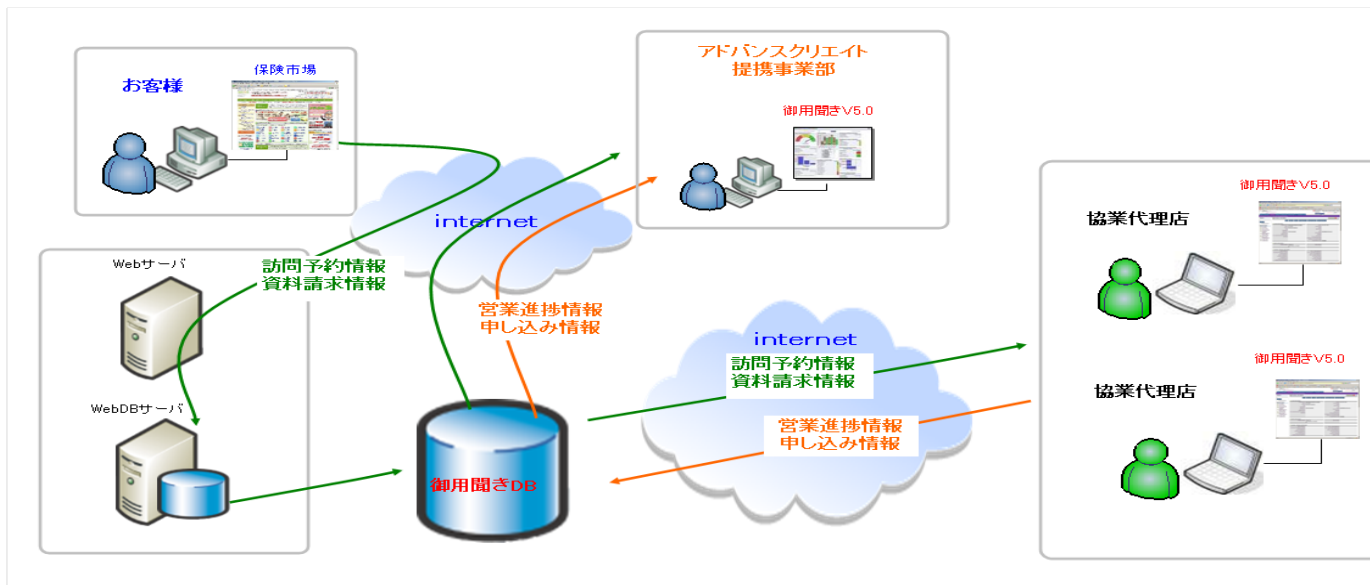 お客様
保険市場
アドバンスクリエイト
提携事業部
御用聞きV5.0
internet
Webサーバ
訪問予約情報
資料請求情報
営業進捗情報
申し込み情報
WebDBサーバ
御用聞きDB
internet
訪問予約情報
資料請求情報
営業進捗情報
申し込み情報
御用聞きV5.0
協業代理店
御用聞きV5.0
協業代理店